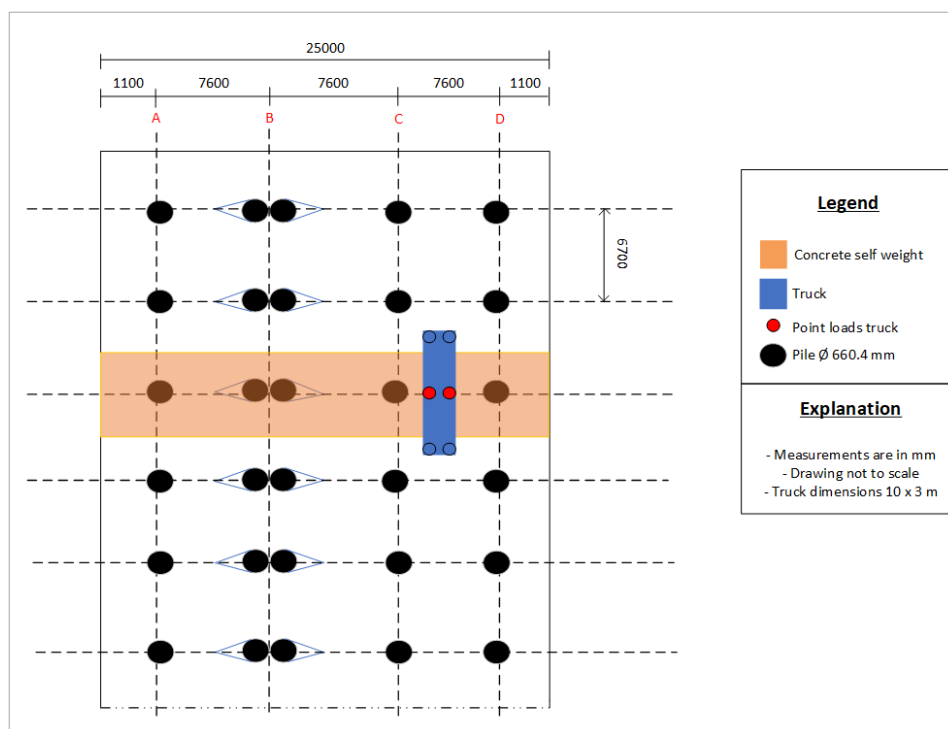 25000
1100 7600 7600 7600 1100
A B C D
6700
Legend
Concrete self weight
Truck
Point loads truck
Pile Ø 660.4 mm
Explanation
- Measurements are in mm
- Drawing not to scale
- Truck dimensions 10 x 3 m